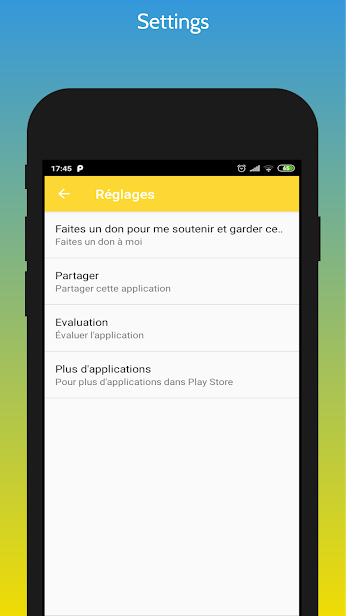 Settings
17:45
65
Réglages
Faites un don pour me soutenir et garder ce..
Faites un don à moi
Partager
Partager cette application
Evaluation
Évaluer l'application
Plus d'applications
Pour plus d'applications dans Play Store